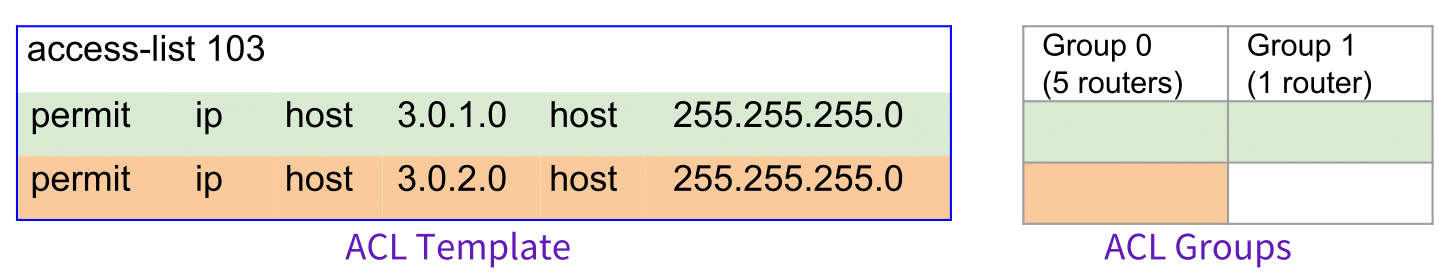 access-list 103
permit ip host 3.0.1.0 host 255.255.255.0
permit ip host 3.0.2.0 host 255.255.255.0
ACL Template
Group 0
(5 routers)
Group 1
(1 router)
ACL Groups